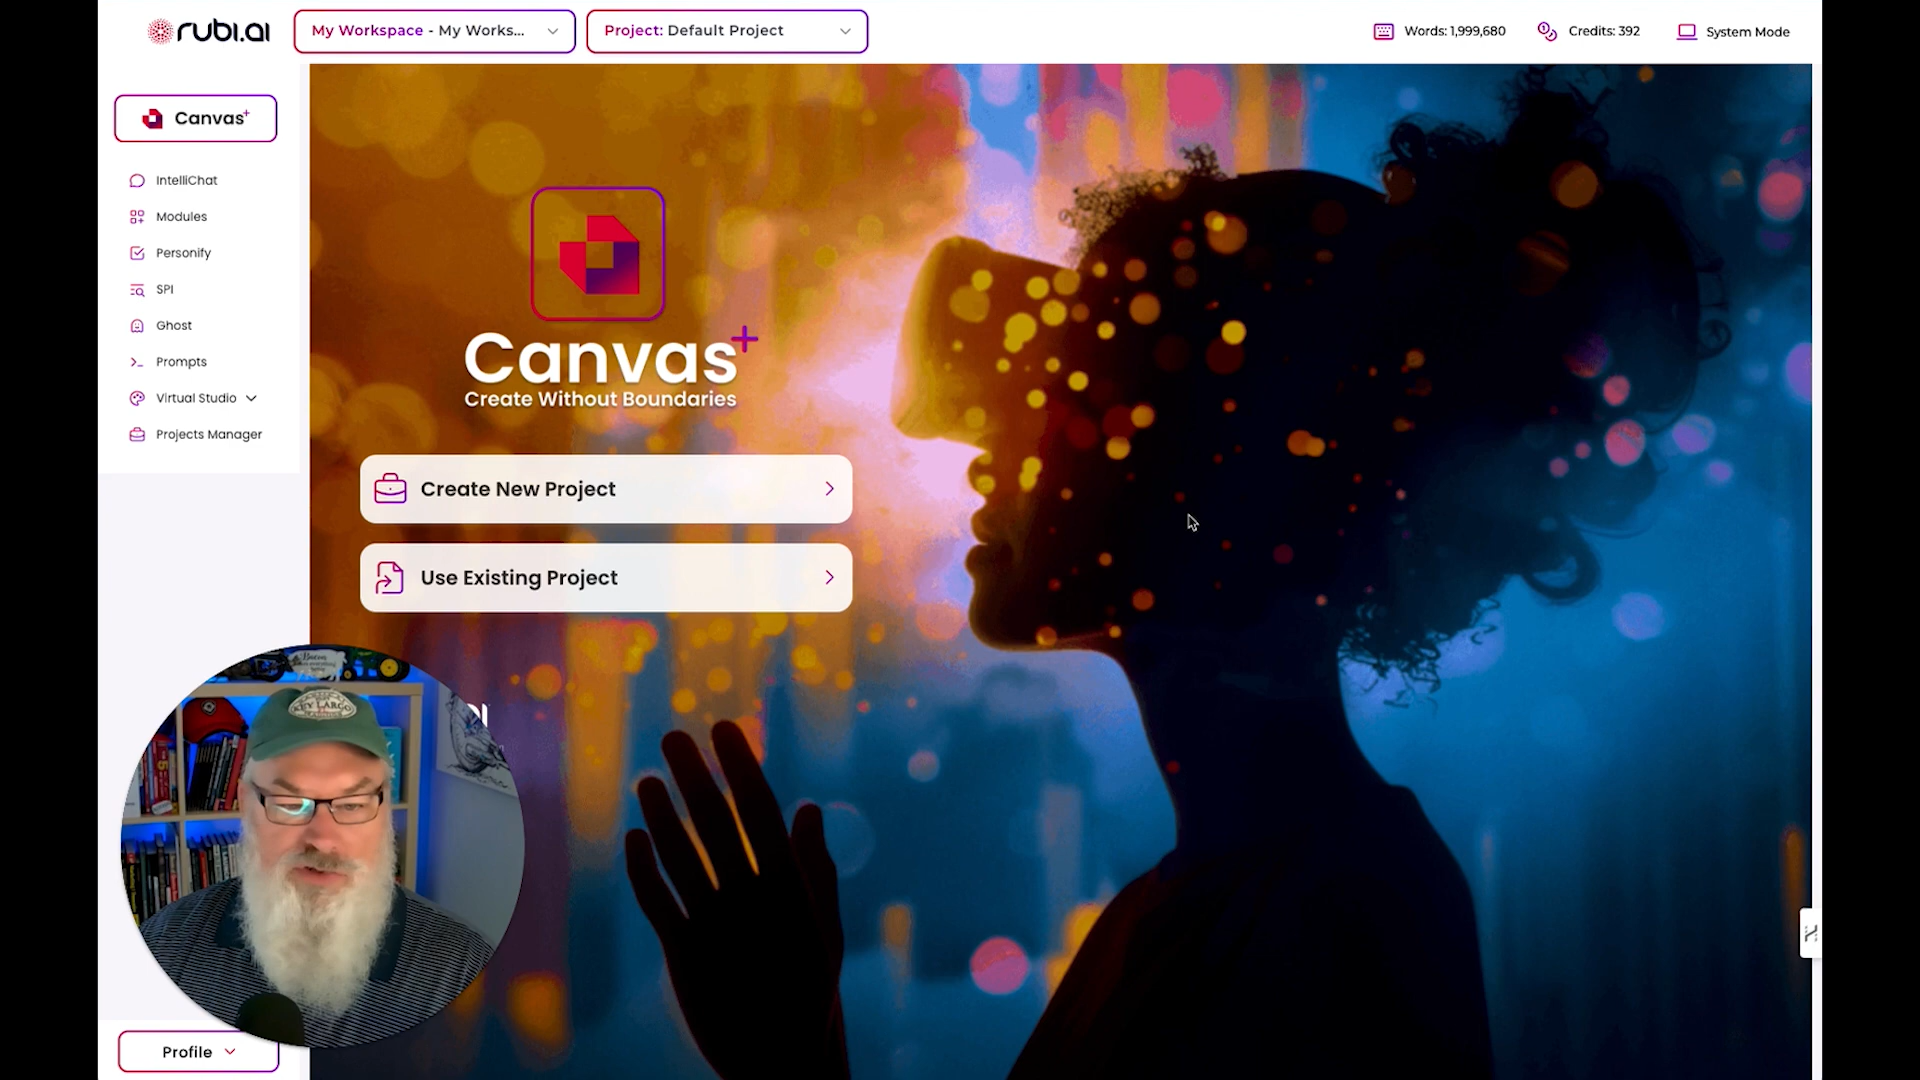 rubi.ai
My Workspace - My Works...
Project: Default Project
Words: 1,999,680
Credits: 392
System Mode
Canvas+
IntelliChat
Modules
Personify
SPI
Ghost
Prompts
Virtual Studio
Projects Manager
Canvas+
Create Without Boundaries
Create New Project
Use Existing Project
Bacon
KEY LARGO
Profile